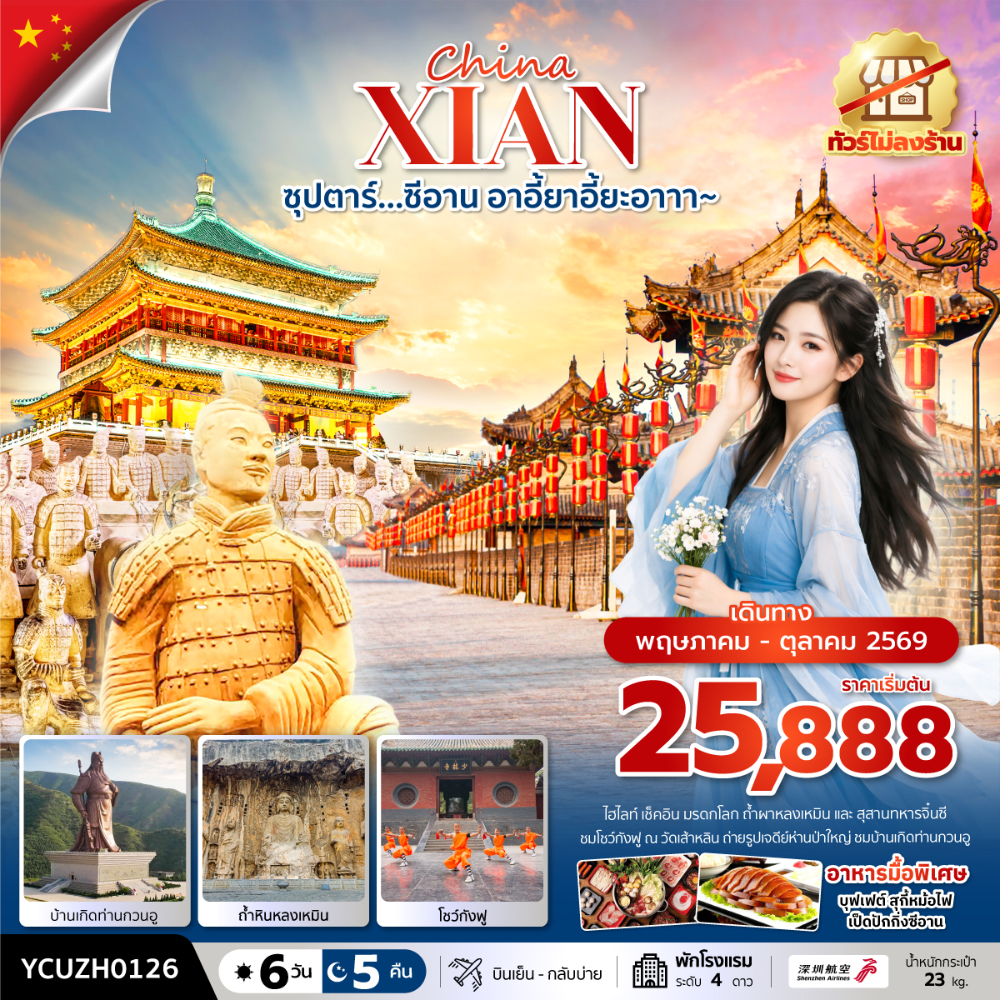 China
XIAN
ซุปตาร์...ซีอาน อาอี้ยาอี้ยะอาาา~
SHOP
ทัวร์ไม่ลงร้าน
เดินทาง
พฤษภาคม - ตุลาคม 2569
ราคาเริ่มต้น
25,888
ไฮไลท์ เช็คอิน มรดกโลก ถ้ำผาหลงเหมิน และ สุสานทหารจิ๋นซี
ชมโชว์กังฟู ณ วัดเส้าหลิน ถ่ายรูปเจดีย์ห่านป่าใหญ่ ชมบ้านเกิดท่านกวนอู
อาหารมื้อพิเศษ
บุฟเฟต์ สุกี้หม้อไฟ
เป็ดปักกิ่งซีอาน
บ้านเกิดท่านกวนอู
ถ้ำหินหลงเหมิน
寺林少
โชว์กังฟู
YCUZH0126
6 วัน 5 คืน
บินเย็น - กลับบ่าย
พักโรงแรม
ระดับ 4 ดาว
深圳航空
Shenzhen Airlines
น้ำหนักกระเป๋า
23 kg.